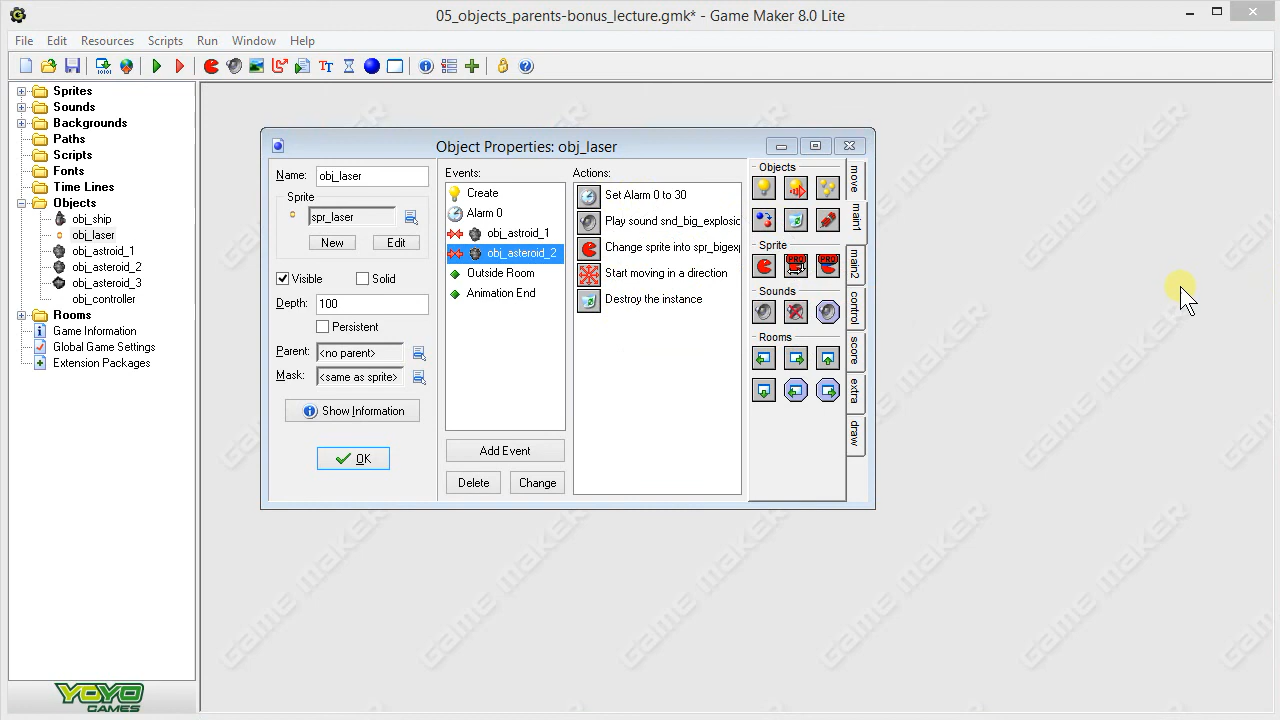 05_objects_parents-bonus_lecture.gmk* - Game Maker 8.0 Lite
File Edit Resources Scripts Run Window Help
Sprites
Sounds
Backgrounds
Paths
Scripts
Fonts
Time Lines
Objects
obj_ship
obj_laser
obj_astroid_1
obj_asteroid_2
obj_asteroid_3
obj_controller
Rooms
Game Information
Global Game Settings
Extension Packages
YOYO
GAMES
Object Properties: obj_laser
Name: obj_laser
Sprite
spr_laser
New Edit
Visible Solid
Depth: 100
Persistent
Parent: <no parent>
Mask: <same as sprite>
Show Information
OK
Events:
Create
Alarm 0
obj_astroid_1
obj_asteroid_2
Outside Room
Animation End
Add Event
Delete Change
Actions:
Set Alarm 0 to 30
Play sound snd_big_explosic
Change sprite into spr_bigexp
Start moving in a direction
Destroy the instance
Objects
Sprite
PRO PRO
Sounds
Rooms
move
main1
main2
control
score
extra
draw
GAME MAKER